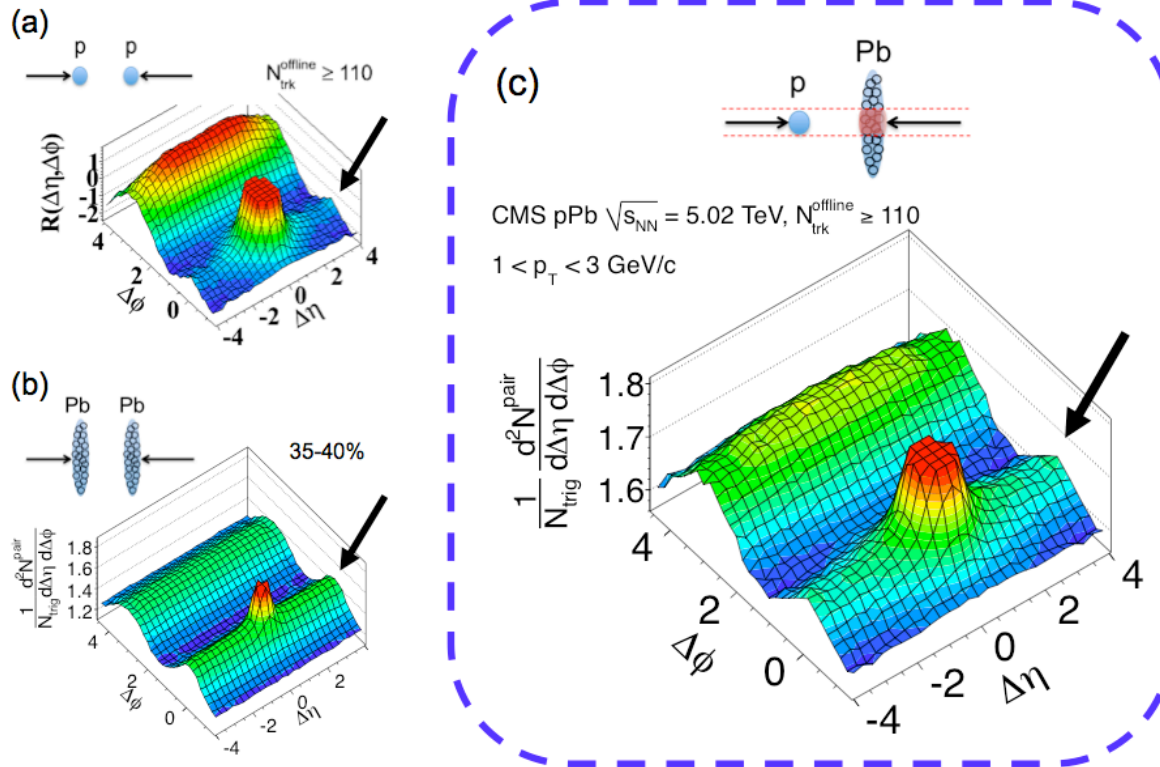 (a)
p p
N_trk^offline ≥ 110
R(Δη,Δϕ)
1
0
-1
-2
4
2
0
Δϕ
-4
-2
0
2
4
Δη
(b)
Pb Pb
35-40%
1/N_trig d²N^pair/dΔη dΔϕ
1.8
1.6
1.4
1.2
4
2
0
Δϕ
-4
-2
0
2
Δη
(c)
p
Pb
CMS pPb √s_NN = 5.02 TeV, N_trk^offline ≥ 110
1 < p_T < 3 GeV/c
1/N_trig d²N^pair/dΔη dΔϕ
1.8
1.7
1.6
4
2
0
Δϕ
-4
-2
0
2
4
Δη